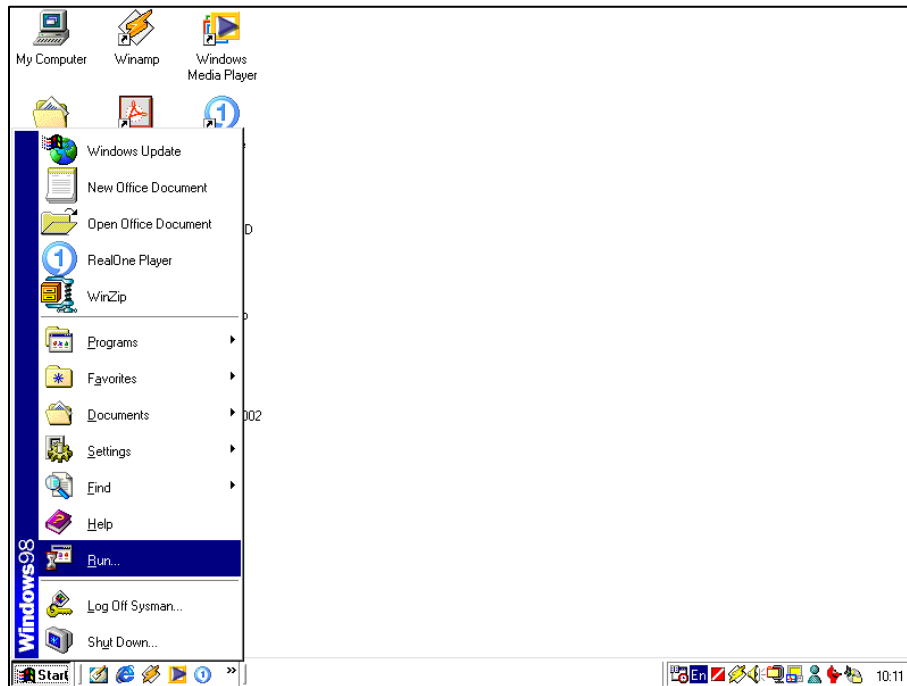 My Computer
Winamp
Windows
Media Player
Windows Update
New Office Document
Open Office Document
D
RealOne Player
WinZip
Programs
Favorites
Documents
002
Settings
Find
Help
Run...
Log Off Sysman...
Shut Down...
Windows98
Start
»
En
10:11